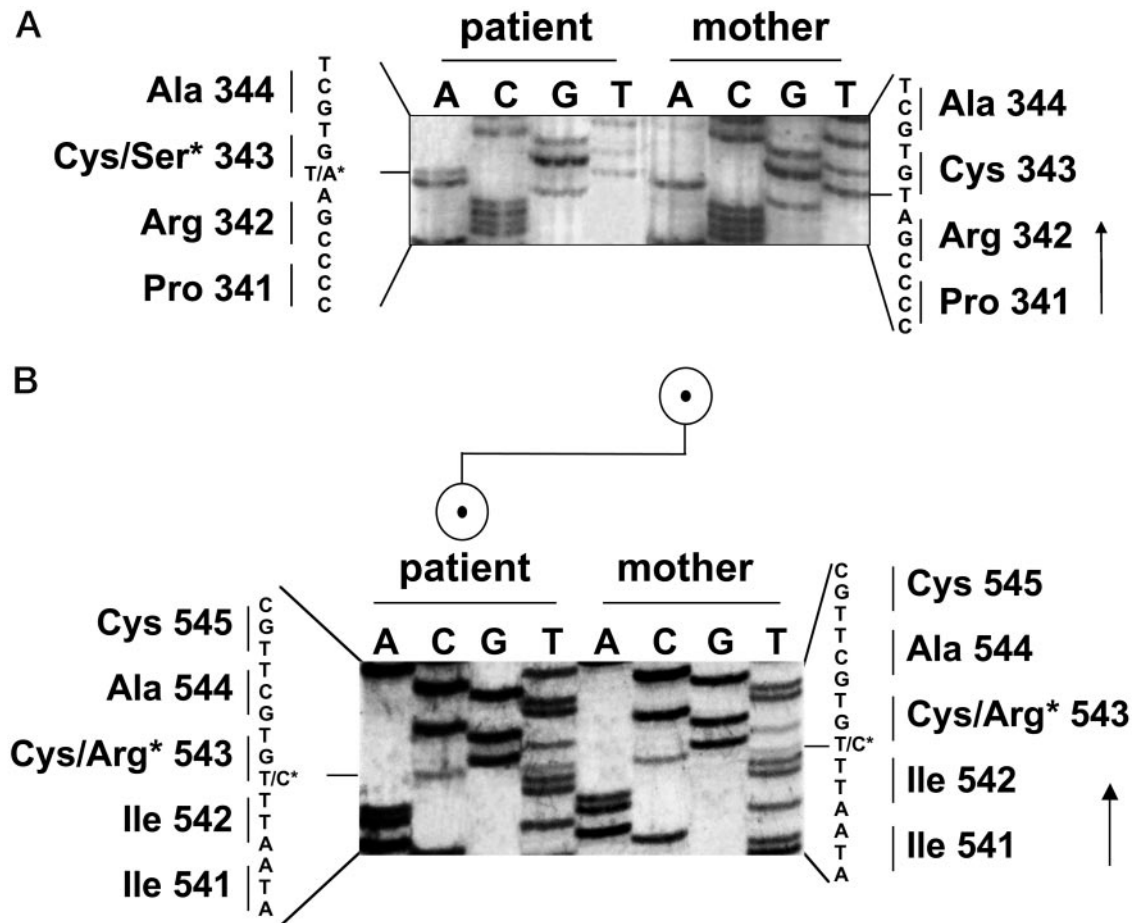 A
patient
mother
A C G T A C G T
Ala 344
Cys/Ser* 343
Arg 342
Pro 341
T
C
G
T
G
T/A*
A
G
C
C
C
C
T
C
G
T
G
T
A
G
C
C
C
C
Ala 344
Cys 343
Arg 342
Pro 341
B
patient
mother
A C G T A C G T
Cys 545
Ala 544
Cys/Arg* 543
Ile 542
Ile 541
C
G
T
T
C
G
T
G
T/C*
T
T
A
A
T
A
C
G
T
T
C
G
T
G
T/C*
T
T
A
A
T
A
Cys 545
Ala 544
Cys/Arg* 543
Ile 542
Ile 541